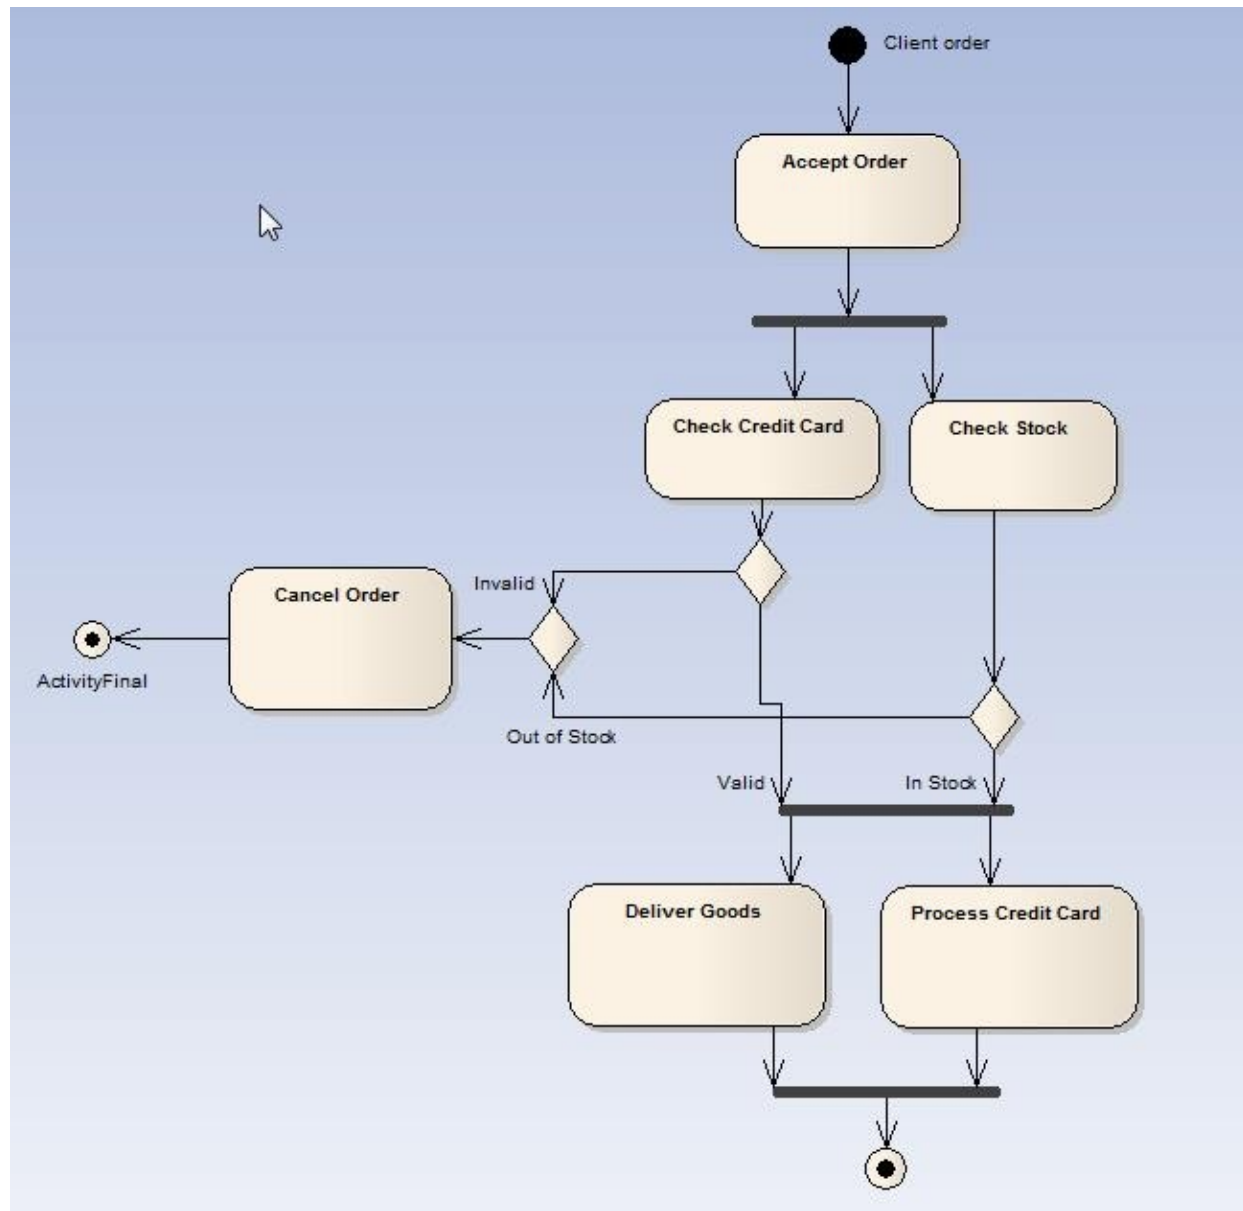 Client order
Accept Order
Check Credit Card
Check Stock
Invalid
Cancel Order
ActivityFinal
Out of Stock
Valid
In Stock
Deliver Goods
Process Credit Card